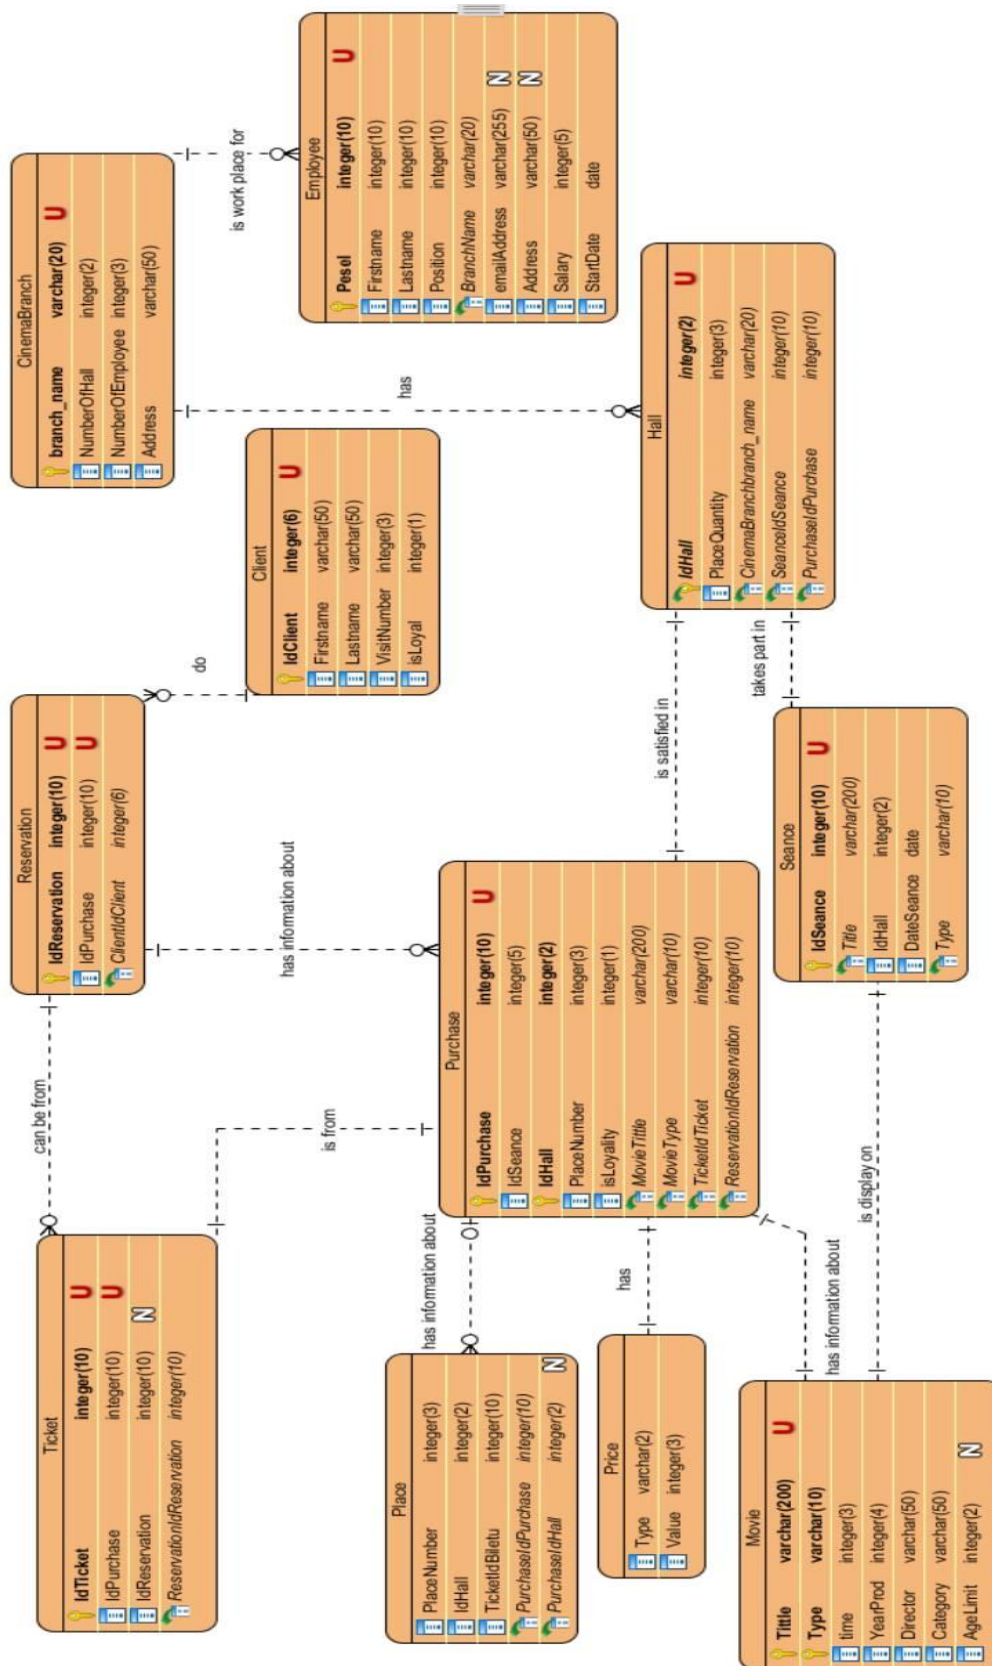 CinemaBranch
branch_name varchar(20) U
NumberOfHall integer(2)
NumberOfEmployee integer(3)
Address varchar(50)
is work place for
Employee
Pesel integer(10) U
Firstname integer(10)
Lastname integer(10)
Position integer(10)
BranchName varchar(20)
emailAddress varchar(255) N
Address varchar(50) N
Salary integer(5)
StartDate date
has
Reservation
IdReservation integer(10) U
IdPurchase integer(10) U
ClientIdClient integer(6)
do
Client
IdClient integer(6) U
Firstname varchar(50)
Lastname varchar(50)
VisitNumber integer(3)
isLoyal integer(1)
Hall
IdHall integer(2) U
PlaceQuantity integer(3)
CinemaBranchbranch_name varchar(20)
SeanceIdSeance integer(10)
PurchaseIdPurchase integer(10)
can be from
has information about
is satisfied in
takes part in
Ticket
IdTicket integer(10) U
IdPurchase integer(10) U
IdReservation integer(10) N
ReservationIdReservation integer(10)
is from
Purchase
IdPurchase integer(10) U
IdSeance integer(5)
IdHall integer(2)
PlaceNumber integer(3)
isLoyality integer(1)
MovieTittle varchar(200)
MovieType varchar(10)
TicketIdTicket integer(10)
ReservationIdReservation integer(10)
Seance
IdSeance integer(10) U
Tittle varchar(200)
IdHall integer(2)
DateSeance date
Type varchar(10)
has information about
has
has information about
is display on
Place
PlaceNumber integer(3)
IdHall integer(2)
TicketIdBiletu integer(10)
PurchaseIdPurchase integer(10)
PurchaseIdHall integer(2) N
Price
Type varchar(2)
Value integer(3)
Movie
Tittle varchar(200) U
Type varchar(10)
time integer(3)
YearProd integer(4)
Director varchar(50)
Category varchar(50)
AgeLimit integer(2) N